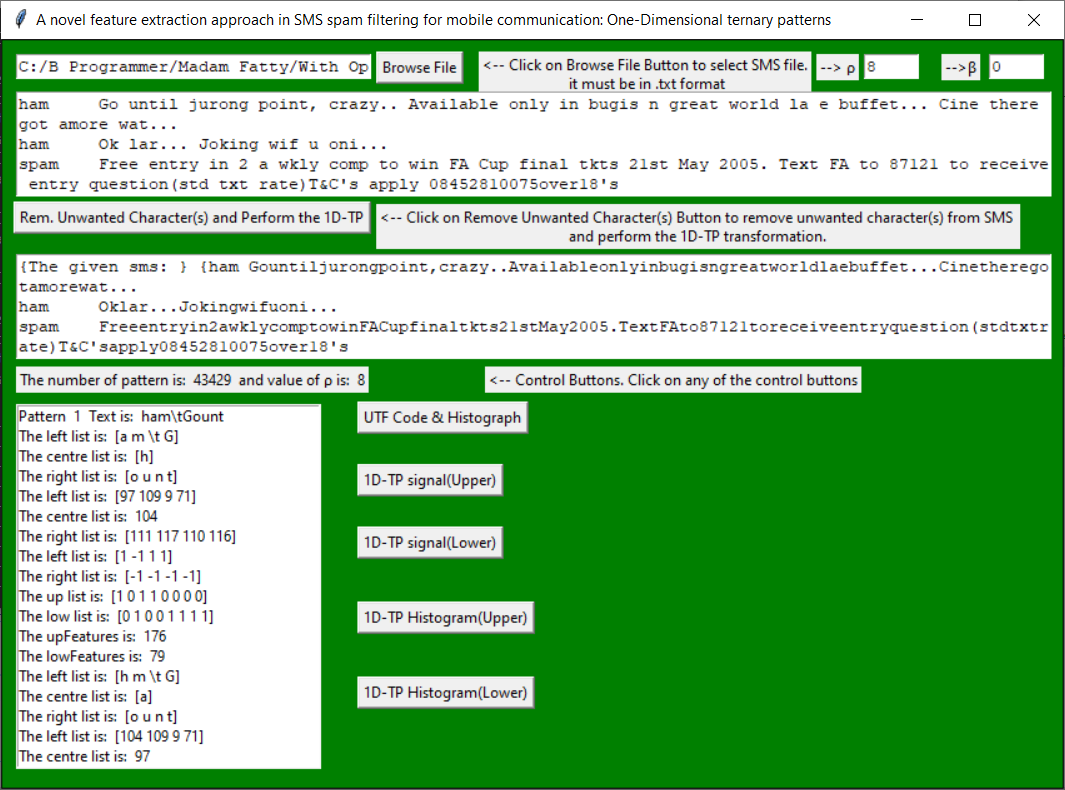 A novel feature extraction approach in SMS spam filtering for mobile communication: One-Dimensional ternary patterns
C:/B Programmer/Madam Fatty/With Op
Browse File
<-- Click on Browse File Button to select SMS file.
it must be in .txt format
--> ρ
8
-->β
0
ham	Go until jurong point, crazy.. Available only in bugis n great world la e buffet... Cine there
got amore wat...
ham	Ok lar... Joking wif u oni...
spam	Free entry in 2 a wkly comp to win FA Cup final tkts 21st May 2005. Text FA to 87121 to receive
entry question(std txt rate)T&C's apply 08452810075over18's
Rem. Unwanted Character(s) and Perform the 1D-TP
<-- Click on Remove Unwanted Character(s) Button to remove unwanted character(s) from SMS
and perform the 1D-TP transformation.
{The given sms: } {ham	Gountiljurongpoint,crazy..Availableonlyinbugisngreatworldlaebuffet...Cinetherego
tamorewat...
ham	Oklar...Jokingwifuoni...
spam	Freeentryin2awklycomptowinFACupfinaltkts21stMay2005.TextFAto87121toreceiveentryquestion(stdtxtr
ate)T&C'sapply08452810075over18's
The number of pattern is: 43429 and value of ρ is: 8
<-- Control Buttons. Click on any of the control buttons
Pattern 1 Text is: ham\tGount
The left list is: [a m \t G]
The centre list is: [h]
The right list is: [o u n t]
The left list is: [97 109 9 71]
The centre list is: 104
The right list is: [111 117 110 116]
The left list is: [1 -1 1 1]
The right list is: [-1 -1 -1 -1]
The up list is: [1 0 1 1 0 0 0 0]
The low list is: [0 1 0 0 1 1 1 1]
The upFeatures is: 176
The lowFeatures is: 79
The left list is: [h m \t G]
The centre list is: [a]
The right list is: [o u n t]
The left list is: [104 109 9 71]
The centre list is: 97
UTF Code & Histograph
1D-TP signal(Upper)
1D-TP signal(Lower)
1D-TP Histogram(Upper)
1D-TP Histogram(Lower)